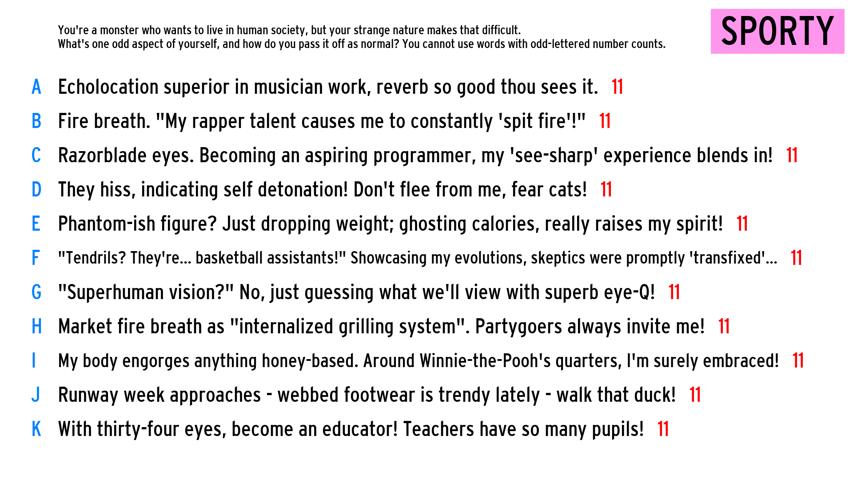 You're a monster who wants to live in human society, but your strange nature makes that difficult.
What's one odd aspect of yourself, and how do you pass it off as normal? You cannot use words with odd-lettered number counts.
SPORTY
A Echolocation superior in musician work, reverb so good thou sees it. 11
B Fire breath. "My rapper talent causes me to constantly 'spit fire'!" 11
C Razorblade eyes. Becoming an aspiring programmer, my 'see-sharp' experience blends in! 11
D They hiss, indicating self detonation! Don't flee from me, fear cats! 11
E Phantom-ish figure? Just dropping weight; ghosting calories, really raises my spirit! 11
F "Tendrils? They're... basketball assistants!" Showcasing my evolutions, skeptics were promptly 'transfixed'... 11
G "Superhuman vision?" No, just guessing what we'll view with superb eye-Q! 11
H Market fire breath as "internalized grilling system". Partygoers always invite me! 11
I My body engorges anything honey-based. Around Winnie-the-Pooh's quarters, I'm surely embraced! 11
J Runway week approaches - webbed footwear is trendy lately - walk that duck! 11
K With thirty-four eyes, become an educator! Teachers have so many pupils! 11